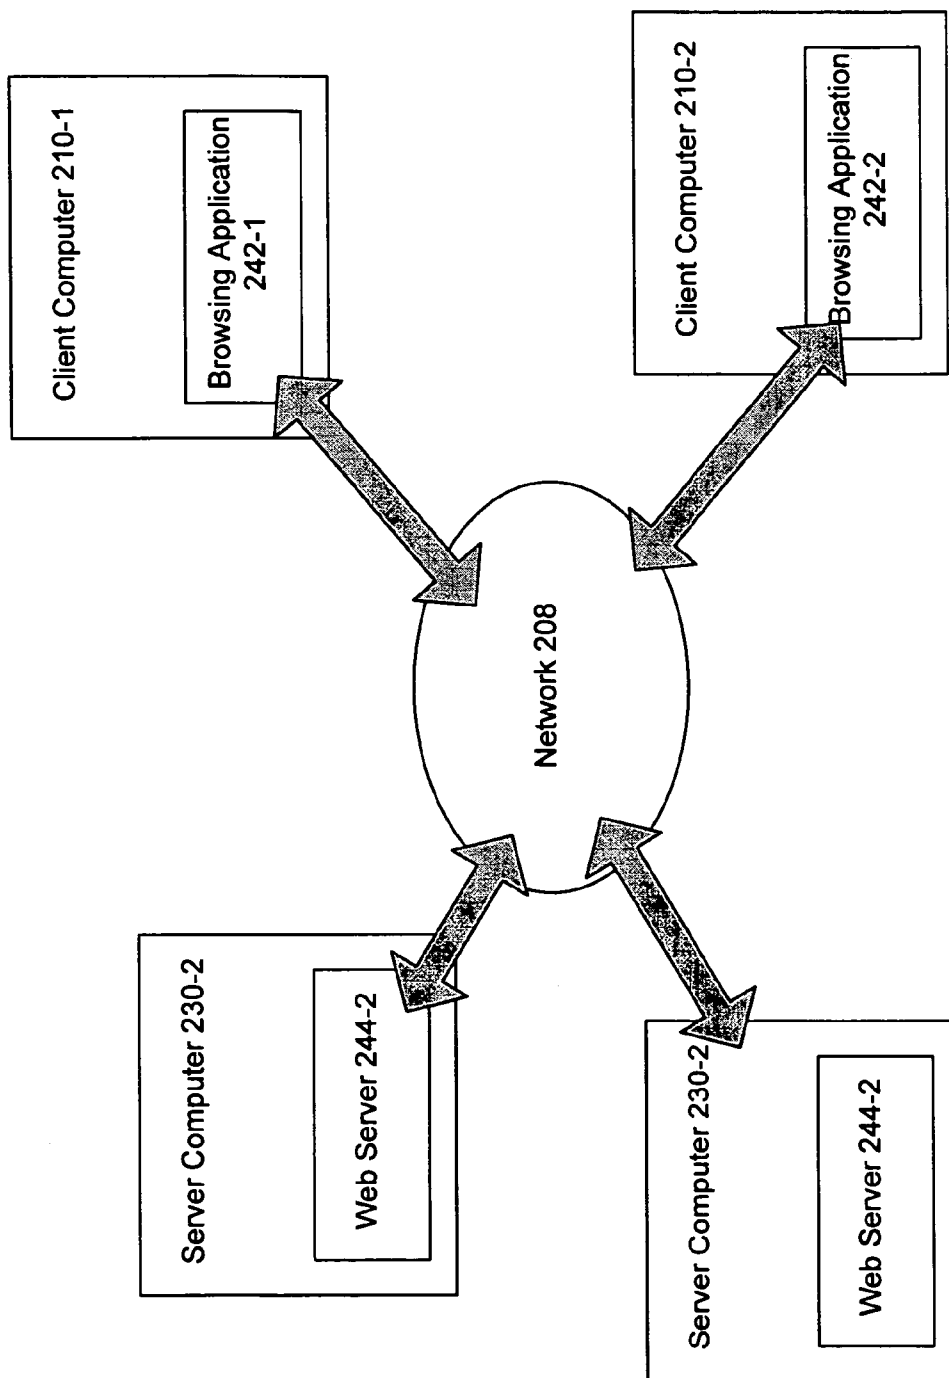 Server Computer 230-2
Web Server 244-2
Client Computer 210-1
Browsing Application
242-1
Network 208
Server Computer 230-2
Web Server 244-2
Client Computer 210-2
Browsing Application
242-2